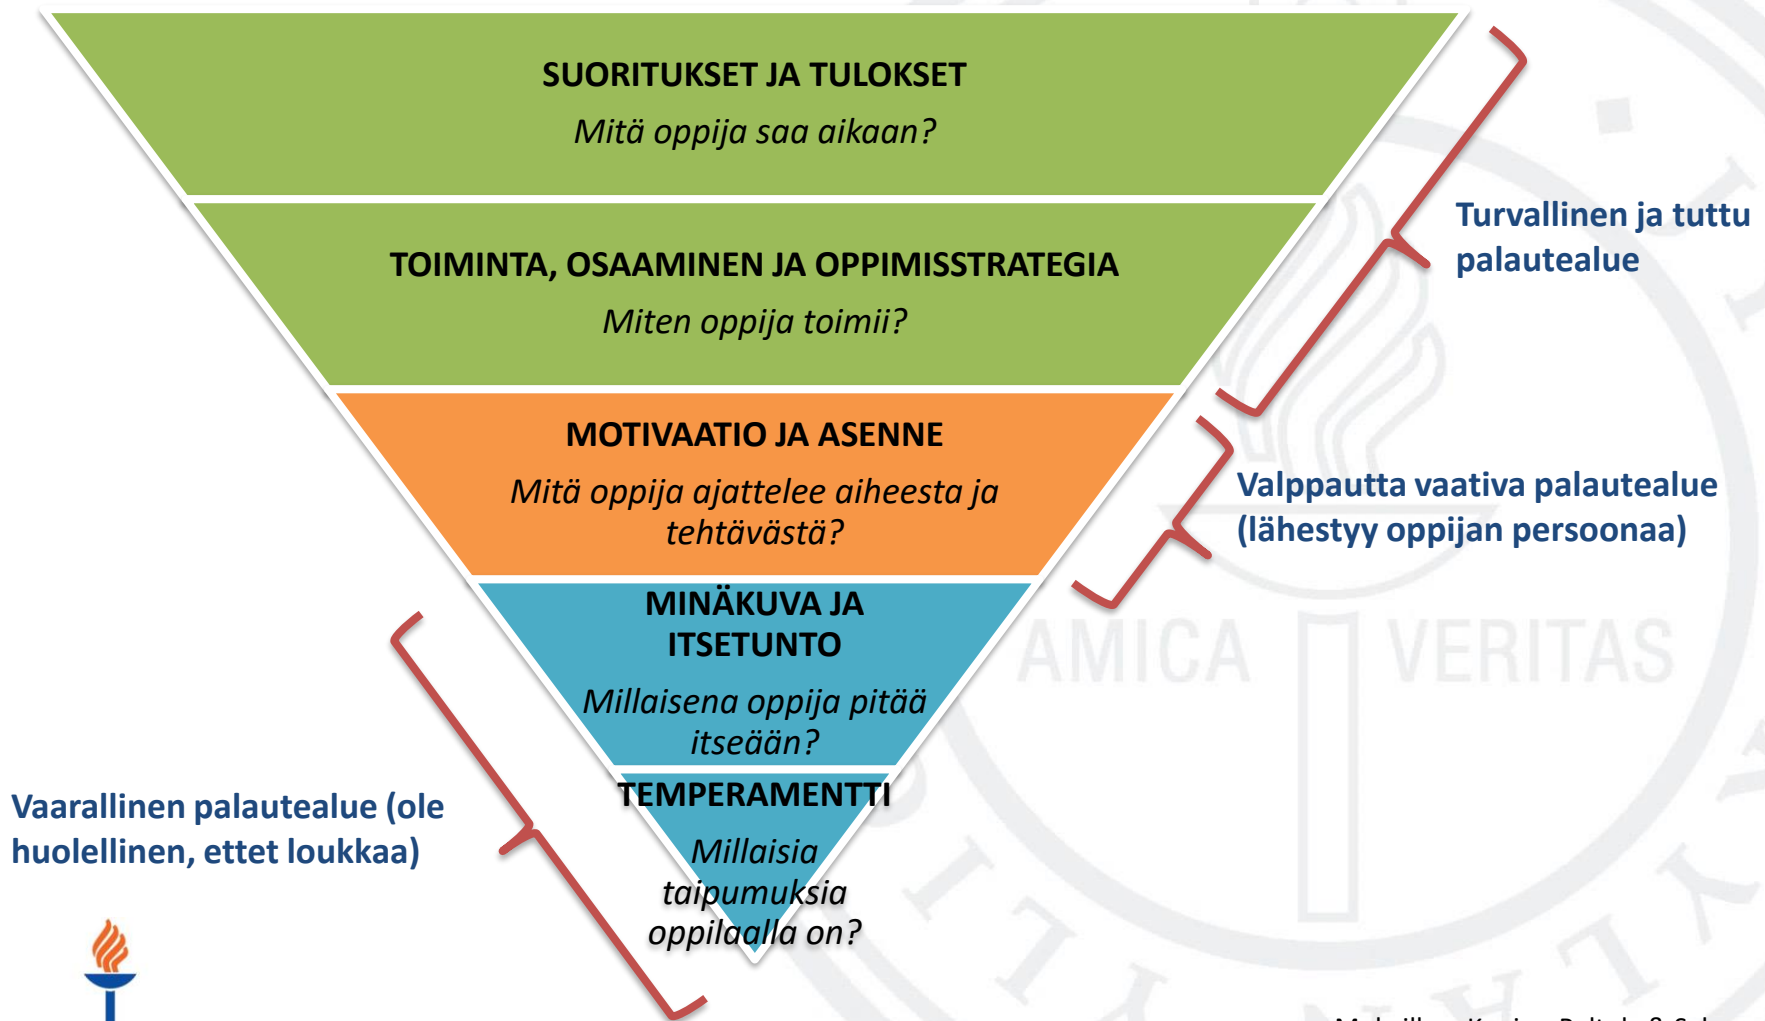 SUORITUKSET JA TULOKSET
Mitä oppija saa aikaan?
TOIMINTA, OSAAMINEN JA OPPIMISSTRATEGIA
Miten oppija toimii?
Turvallinen ja tuttu
palautealue
MOTIVAATIO JA ASENNE
Mitä oppija ajattelee aiheesta ja
tehtävästä?
Valppautta vaativa palautealue
(lähestyy oppijan persoonaa)
MINÄKUVA JA
ITSETUNTO
Millaisena oppija pitää
itseään?
TEMPERAMENTTI
Millaisia
taipumuksia
oppilaalla on?
Vaarallinen palautealue (ole
huolellinen, ettet loukkaa)
AMICA VERITAS